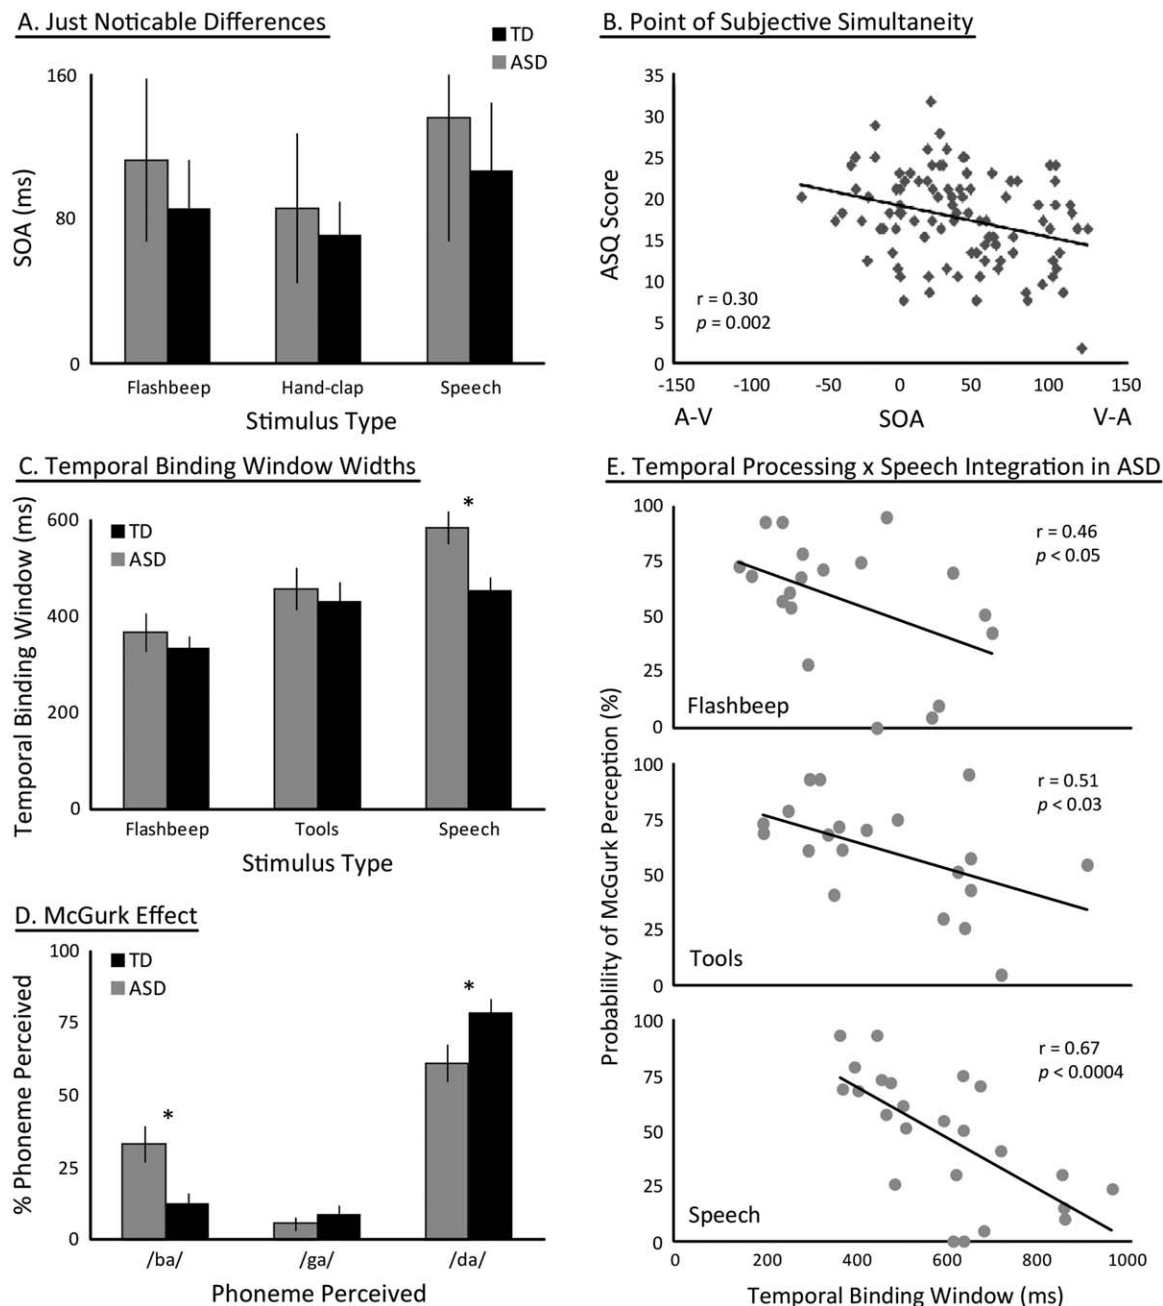 A. Just Noticable Differences
TD
ASD
160
80
0
SOA (ms)
Flashbeep
Hand-clap
Speech
Stimulus Type
B. Point of Subjective Simultaneity
35
30
25
20
15
10
5
0
ASQ Score
r = 0.30
p = 0.002
-150
-100
-50
0
50
100
150
A-V
SOA
V-A
C. Temporal Binding Window Widths
TD
ASD
*
600
400
200
0
Temporal Binding Window (ms)
Flashbeep
Tools
Speech
Stimulus Type
D. McGurk Effect
TD
ASD
*
*
100
75
50
25
0
% Phoneme Perceived
/ba/
/ga/
/da/
Phoneme Perceived
E. Temporal Processing x Speech Integration in ASD
100
75
50
25
0
r = 0.46
p < 0.05
Flashbeep
Probablility of McGurk Perception (%)
100
75
50
25
0
r = 0.51
p < 0.03
Tools
100
75
50
25
0
r = 0.67
p < 0.0004
Speech
0
200
400
600
800
1000
Temporal Binding Window (ms)